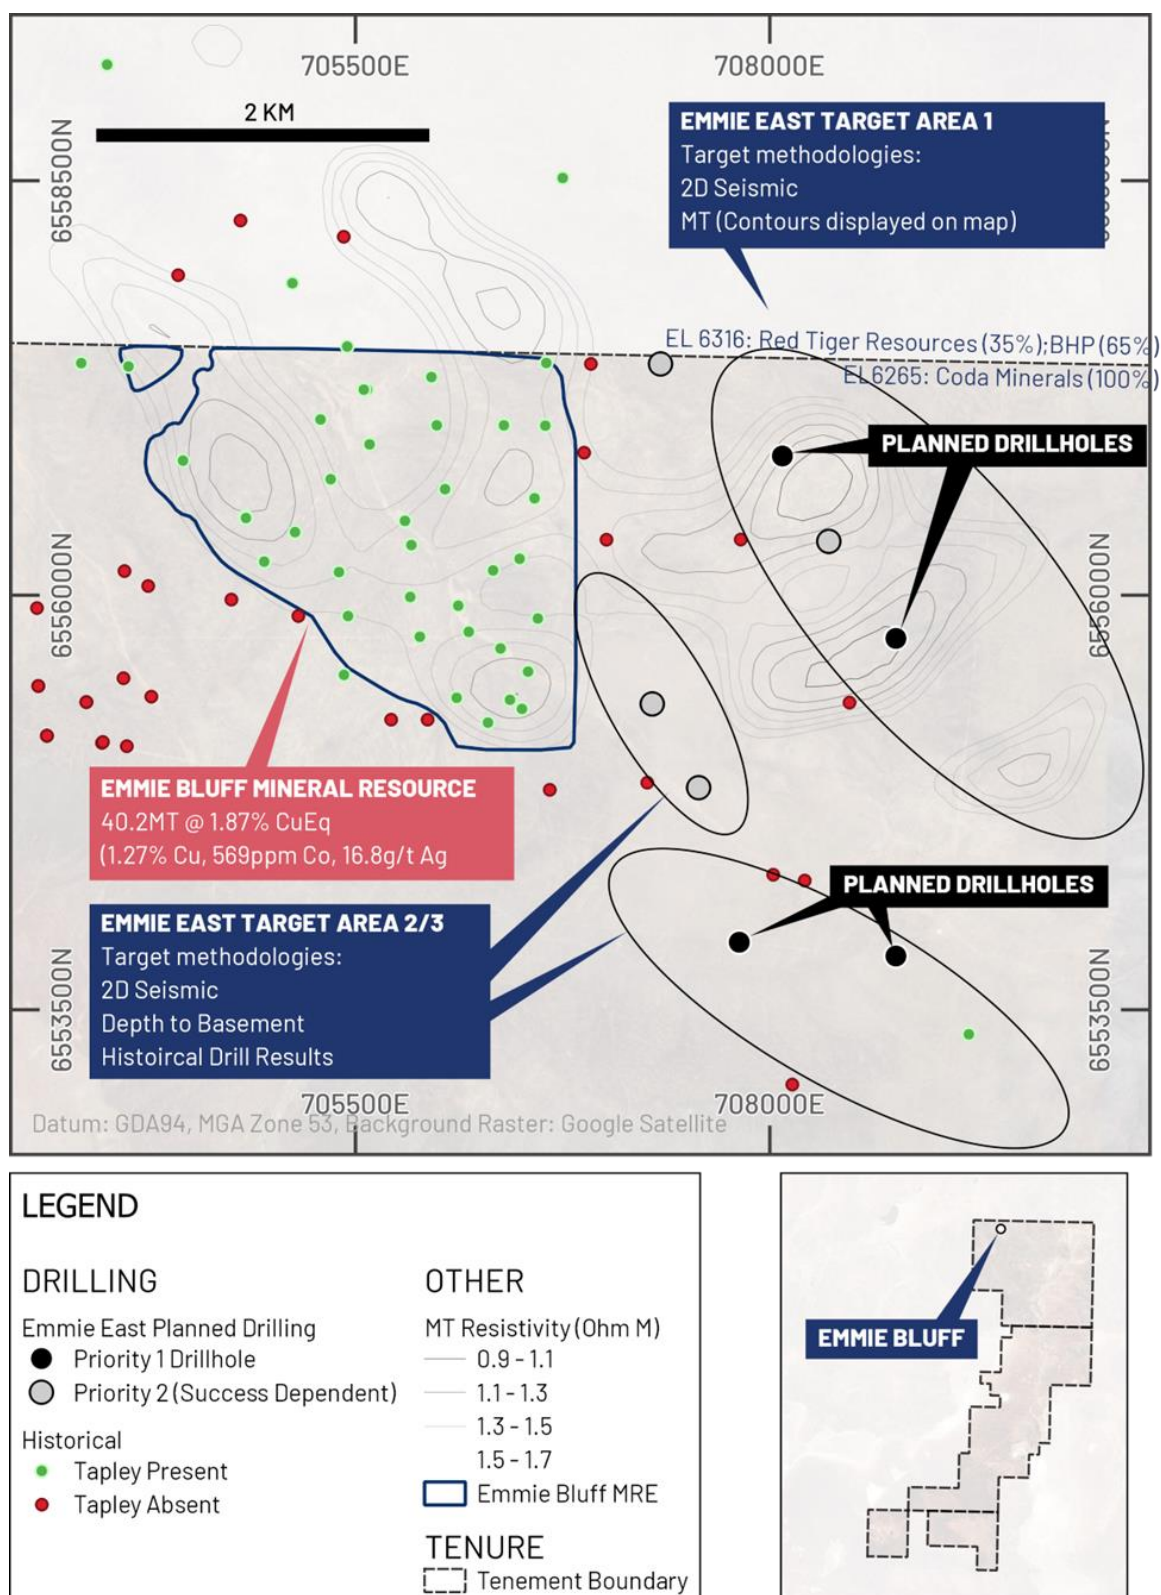 705500E
708000E
2 KM
6558500N
EMMIE EAST TARGET AREA 1
Target methodologies:
2D Seismic
MT (Contours displayed on map)
EL 6316: Red Tiger Resources (35%);BHP (65%)
EL6265: Coda Minerals (100%)
PLANNED DRILLHOLES
6556000N
6556000N
EMMIE BLUFF MINERAL RESOURCE
40.2MT @ 1.87% CuEq
(1.27% Cu, 569ppm Co, 16.8g/t Ag
PLANNED DRILLHOLES
EMMIE EAST TARGET AREA 2/3
Target methodologies:
2D Seismic
Depth to Basement
Histoircal Drill Results
6553500N
6553500N
705500E
708000E
Datum: GDA94, MGA Zone 53, Background Raster: Google Satellite
LEGEND
DRILLING
Emmie East Planned Drilling
Priority 1 Drillhole
Priority 2 (Success Dependent)
Historical
Tapley Present
Tapley Absent
OTHER
MT Resistivity (Ohm M)
0.9 - 1.1
1.1 - 1.3
1.3 - 1.5
1.5 - 1.7
Emmie Bluff MRE
TENURE
Tenement Boundary
EMMIE BLUFF